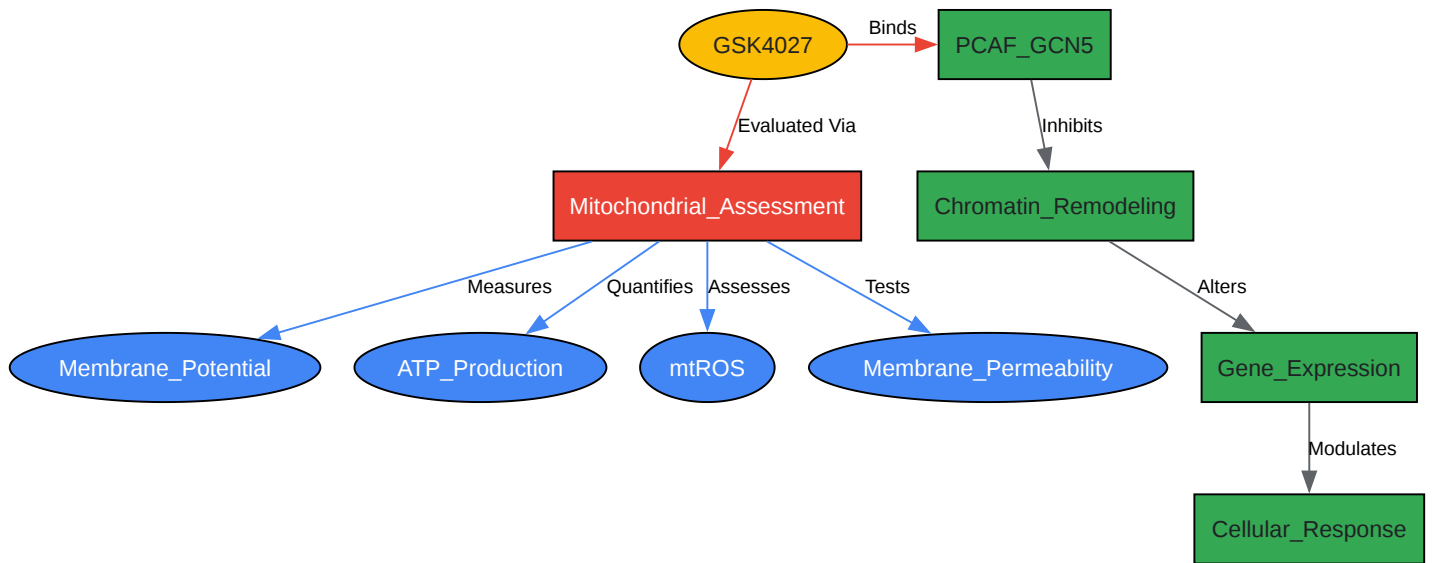 Binds
GSK4027
PCAF_GCN5
Evaluated Via
Inhibits
Mitochondrial_Assessment
Chromatin_Remodeling
Measures
Quantifies
Assesses
Tests
Alters
Membrane_Potential
ATP_Production
mtROS
Membrane_Permeability
Gene_Expression
Modulates
Cellular_Response